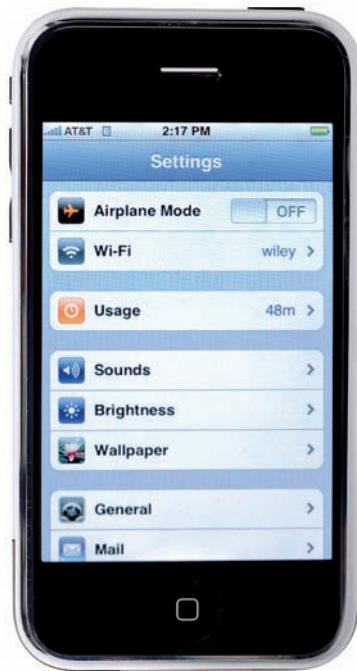 AT&T 2:17 PM
Settings
Airplane Mode OFF
Wi-Fi wiley >
Usage 48m >
Sounds >
Brightness >
Wallpaper >
General >
Mail >